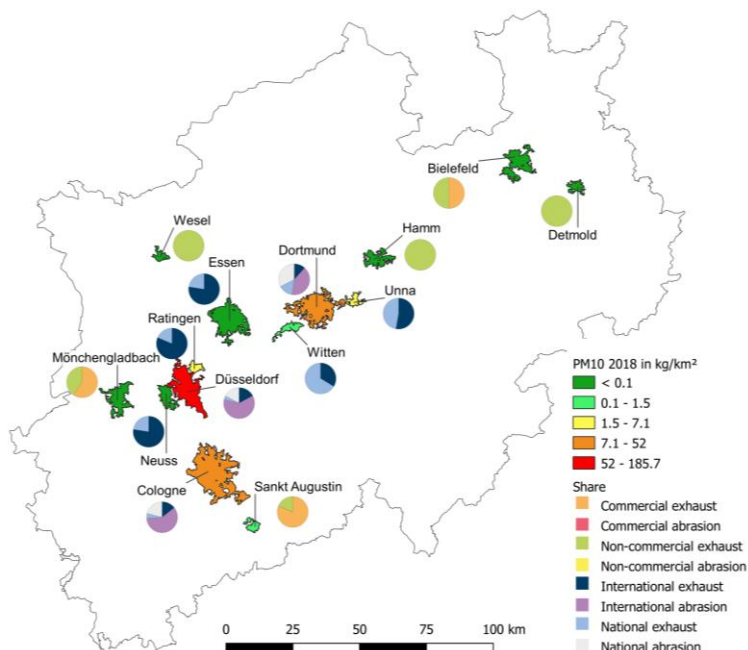 Bielefeld
Detmold
Wesel
Hamm
Essen
Dortmund
Unna
Ratingen
Witten
Mönchengladbach
Düsseldorf
Neuss
Cologne
Sankt Augustin
PM10 2018 in kg/km²
< 0.1
0.1 - 1.5
1.5 - 7.1
7.1 - 52
52 - 185.7
Share
Commercial exhaust
Commercial abrasion
Non-commercial exhaust
Non-commercial abrasion
International exhaust
International abrasion
National exhaust
National abrasion
0 25 50 75 100 km